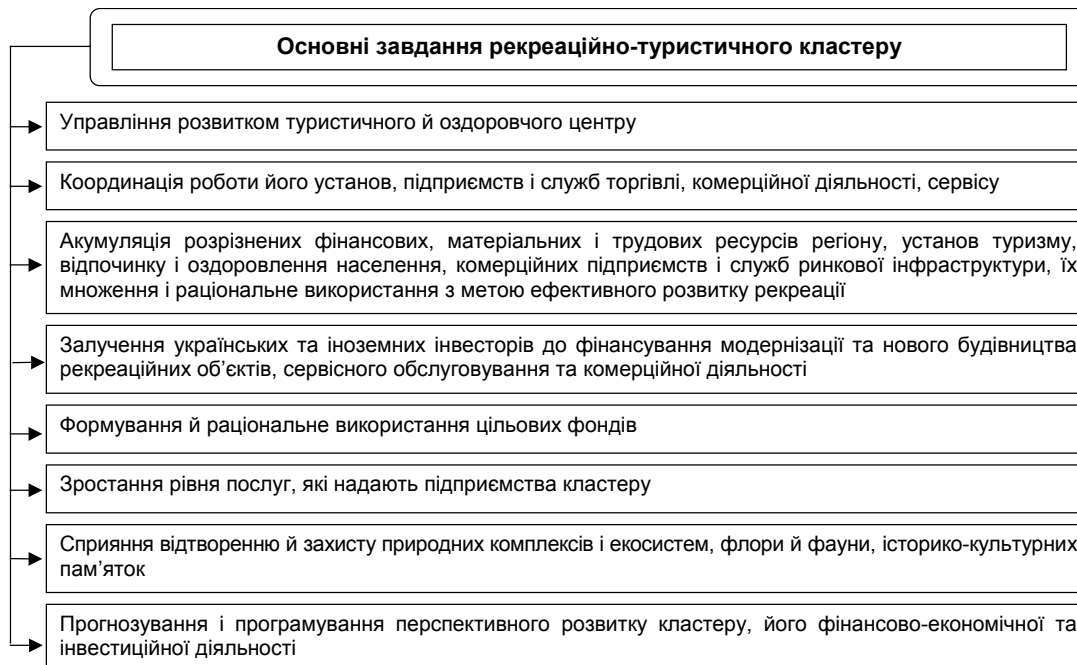 Основні завдання рекреаційно-туристичного кластеру
Управління розвитком туристичного й оздоровчого центру
Координація роботи його установ, підприємств і служб торгівлі, комерційної діяльності, сервісу
Акумуляція розрізнених фінансових, матеріальних і трудових ресурсів регіону, установ туризму,
відпочинку і оздоровлення населення, комерційних підприємств і служб ринкової інфраструктури, їх
множення і раціональне використання з метою ефективного розвитку рекреації
Залучення українських та іноземних інвесторів до фінансування модернізації та нового будівництва
рекреаційних об’єктів, сервісного обслуговування та комерційної діяльності
Формування й раціональне використання цільових фондів
Зростання рівня послуг, які надають підприємства кластеру
Сприяння відтворенню й захисту природних комплексів і екосистем, флори й фауни, історико-культурних
пам’яток
Прогнозування і програмування перспективного розвитку кластеру, його фінансово-економічної та
інвестиційної діяльності